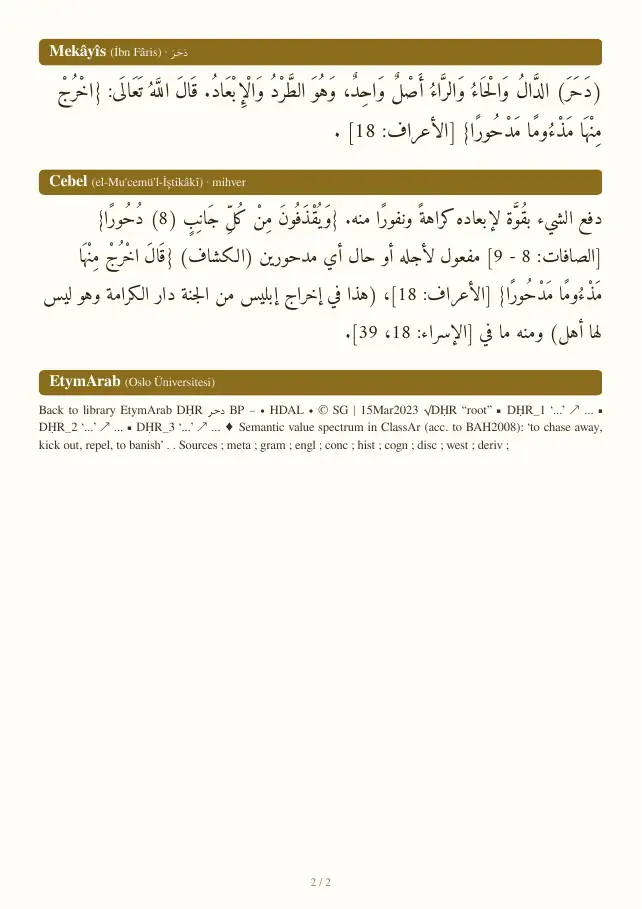 Mekâyîs (İbn Fâris) · دَحَرَ
(دَحَرَ) الدَّالُ وَالْحَاءُ وَالرَّاءُ أَصْلٌ وَاحِدٌ، وَهُوَ الطَّرْدُ وَالْإِبْعَادُ. قَالَ اللَّهُ تَعَالَى: {اخْرُجْ
مِنْهَا مَذْءُومًا مَدْحُورًا} [الأعراف: 18] .
Cebel (el-Mu'cemü'l-İştikâkî) · mihver
دفع الشيء بقُوَّة لإبعاده كراهةً ونفورًا منه. {وَيُقْذَفُونَ مِنْ كُلِّ جَانِبٍ (8) دُحُورًا}
[الصافات: 8 - 9] مفعول لأجله أو حال أي مدحورين (الكشاف) {قَالَ اخْرُجْ مِنْهَا
مَذْءُومًا مَدْحُورًا} [الأعراف: 18]، (هذا في إخراج إبليس من الجنة دار الكرامة وهو ليس
لها أهل) ومنه ما في [الإسراء: 18، 39].
EtymArab (Oslo Üniversitesi)
Back to library EtymArab DḤR دحر BP – • HDAL • © SG | 15Mar2023 √DḤR “root” ▪ DḤR_1 ‘...’ ↗ ... ▪
DḤR_2 ‘...’ ↗ ... ▪ DḤR_3 ‘...’ ↗ ... ♦ Semantic value spectrum in ClassAr (acc. to BAH2008): ‘to chase away,
kick out, repel, to banish’ . . Sources ; meta ; gram ; engl ; conc ; hist ; cogn ; disc ; west ; deriv ;
2 / 2